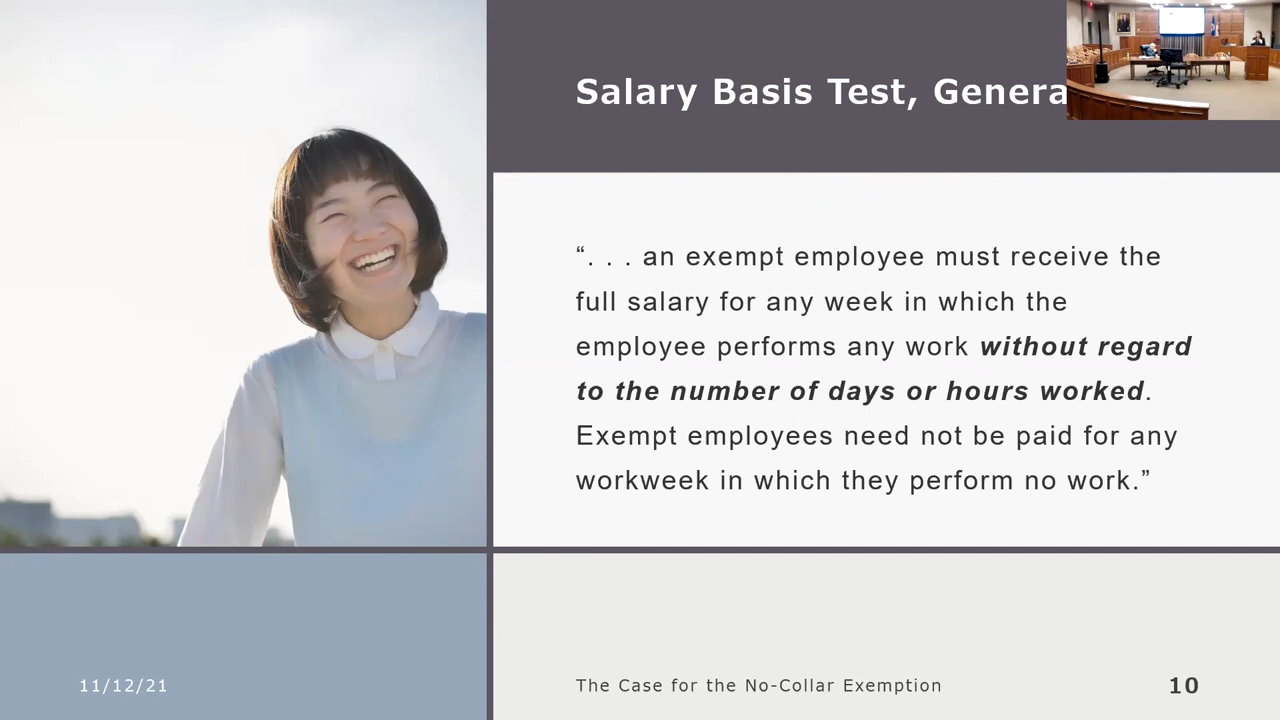 Salary Basis Test, Genera
“. . . an exempt employee must receive the
full salary for any week in which the
employee performs any work without regard
to the number of days or hours worked.
Exempt employees need not be paid for any
workweek in which they perform no work.”
11/12/21
The Case for the No-Collar Exemption
10